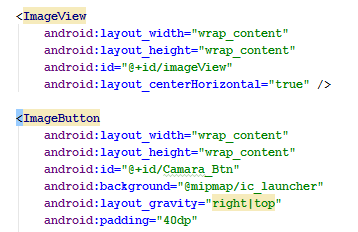 <ImageView
android:layout_width="wrap_content"
android:layout_height="wrap_content"
android:id="@+id/imageView"
android:layout_centerHorizontal="true" />
<ImageButton
android:layout_width="wrap_content"
android:layout_height="wrap_content"
android:id="@+id/Camara_Btn"
android:background="@mipmap/ic_launcher"
android:layout_gravity="right|top"
android:padding="40dp"